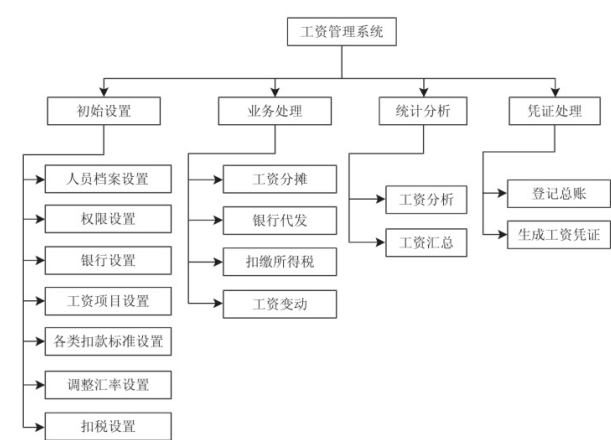 工资管理系统
初始设置
业务处理
统计分析
凭证处理
人员档案设置
权限设置
银行设置
工资项目设置
各类扣款标准设置
调整汇率设置
扣税设置
工资分摊
银行代发
扣缴所得税
工资变动
工资分析
工资汇总
登记总账
生成工资凭证